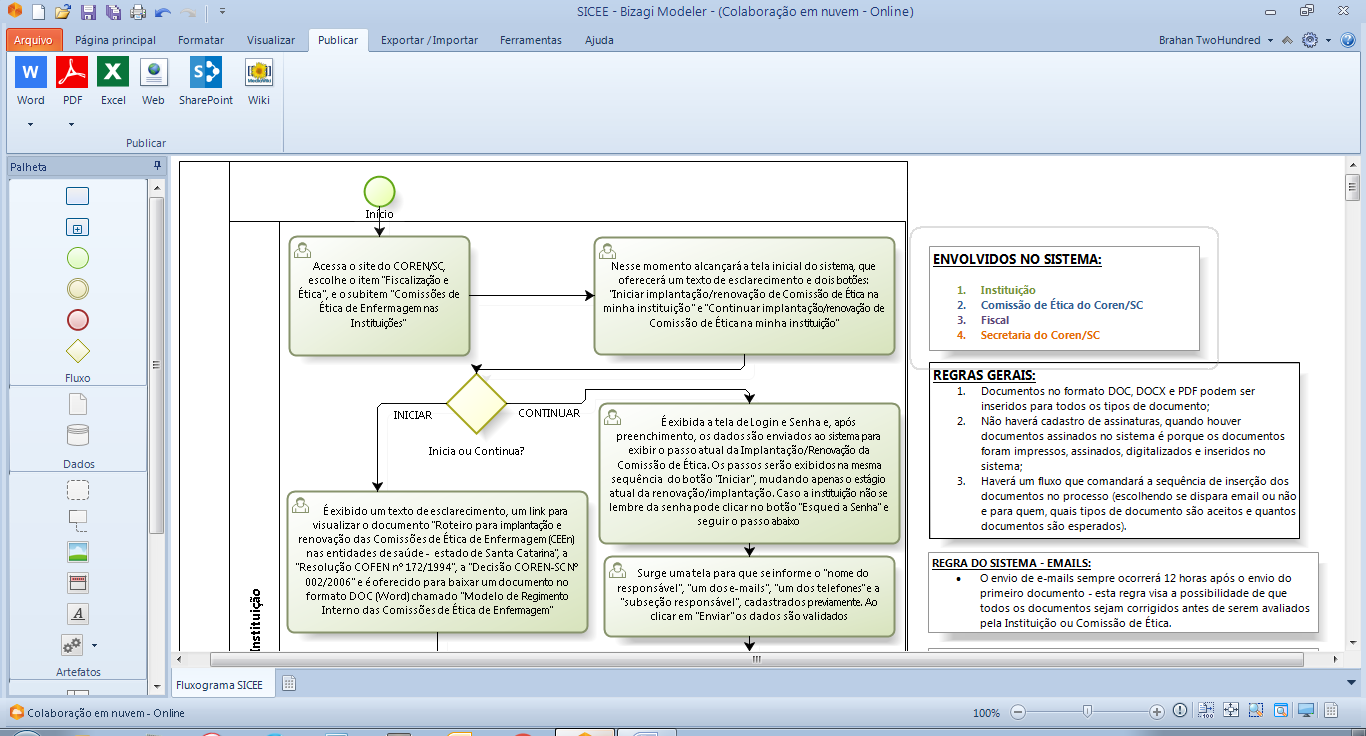 SICEE - Bizagi Modeler - (Colaboração em nuvem - Online)
Arquivo
Página principal
Formatar
Visualizar
Publicar
Exportar /Importar
Ferramentas
Ajuda
Brahan TwoHundred
W
X
S
MediaWiki
Word
PDF
Excel
Web
SharePoint
Wiki
Publicar
Palheta
Fluxo
Dados
A
Artefatos
Início
Acessa o site do COREN/SC,
escolhe o item "Fiscalização e
Ética", e o subitem "Comissões de
Ética de Enfermagem nas
Instituições"
Nesse momento alcançará a tela inicial do sistema, que
oferecerá um texto de esclarecimento e dois botões:
"Iniciar implantação/renovação de Comissão de Ética na
minha instituição" e "Continuar implantação/renovação de
Comissão de Ética na minha instituição"
INICIAR
CONTINUAR
Inicia ou Continua?
É exibida a tela de Login e Senha e, após
preenchimento, os dados são enviados ao sistema para
exibir o passo atual da Implantação/Renovação da
Comissão de Ética. Os passos serão exibidos na mesma
sequência do botão "Iniciar", mudando apenas o estágio
atual da renovação/implantação. Caso a instituição não se
lembre da senha pode clicar no botão "Esqueci a Senha" e
seguir o passo abaixo
É exibido um texto de esclarecimento, um link para
visualizar o documento "Roteiro para implantação e
renovação das Comissões de Ética de Enfermagem (CEEn)
nas entidades de saúde - estado de Santa Catarina", a
"Resolução COFEN nº 172/1994", a "Decisão COREN-SC Nº
002/2006" e é oferecido para baixar um documento no
formato DOC (Word) chamado "Modelo de Regimento
Interno das Comissões de Ética de Enfermagem"
Surge uma tela para que se informe o "nome do
responsável", "um dos e-mails", "um dos telefones" e a
"subseção responsável", cadastrados previamente. Ao
clicar em "Enviar" os dados são validados
Instituição
ENVOLVIDOS NO SISTEMA:
1. Instituição
2. Comissão de Ética do Coren/SC
3. Fiscal
4. Secretaria do Coren/SC
REGRAS GERAIS:
1. Documentos no formato DOC, DOCX e PDF podem ser
inseridos para todos os tipos de documento;
2. Não haverá cadastro de assinaturas, quando houver
documentos assinados no sistema é porque os documentos
foram impressos, assinados, digitalizados e inseridos no
sistema;
3. Haverá um fluxo que comandará a sequência de inserção dos
documentos no processo (escolhendo se dispara email ou não
e para quem, quais tipos de documento são aceitos e quantos
documentos são esperados).
REGRA DO SISTEMA - EMAILS:
• O envio de e-mails sempre ocorrerá 12 horas após o envio do
primeiro documento - esta regra visa a possibilidade de que
todos os documentos sejam corrigidos antes de serem avaliados
pela Instituição ou Comissão de Ética.
Fluxograma SICEE
Colaboração em nuvem - Online
100%